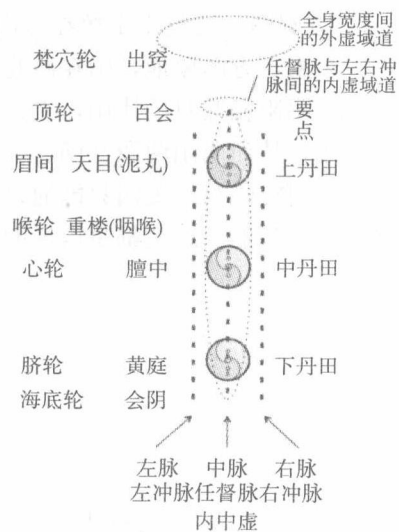 全身宽度间
的外虚域道
梵穴轮 出窍
任督脉与左右冲
脉间的内虚域道
顶轮 百会 要
点
眉间 天目(泥丸) 上丹田
喉轮 重楼(咽喉)
心轮 膻中 中丹田
脐轮 黄庭 下丹田
海底轮 会阴
左脉 中脉 右脉
左冲脉任督脉右冲脉
内中虚